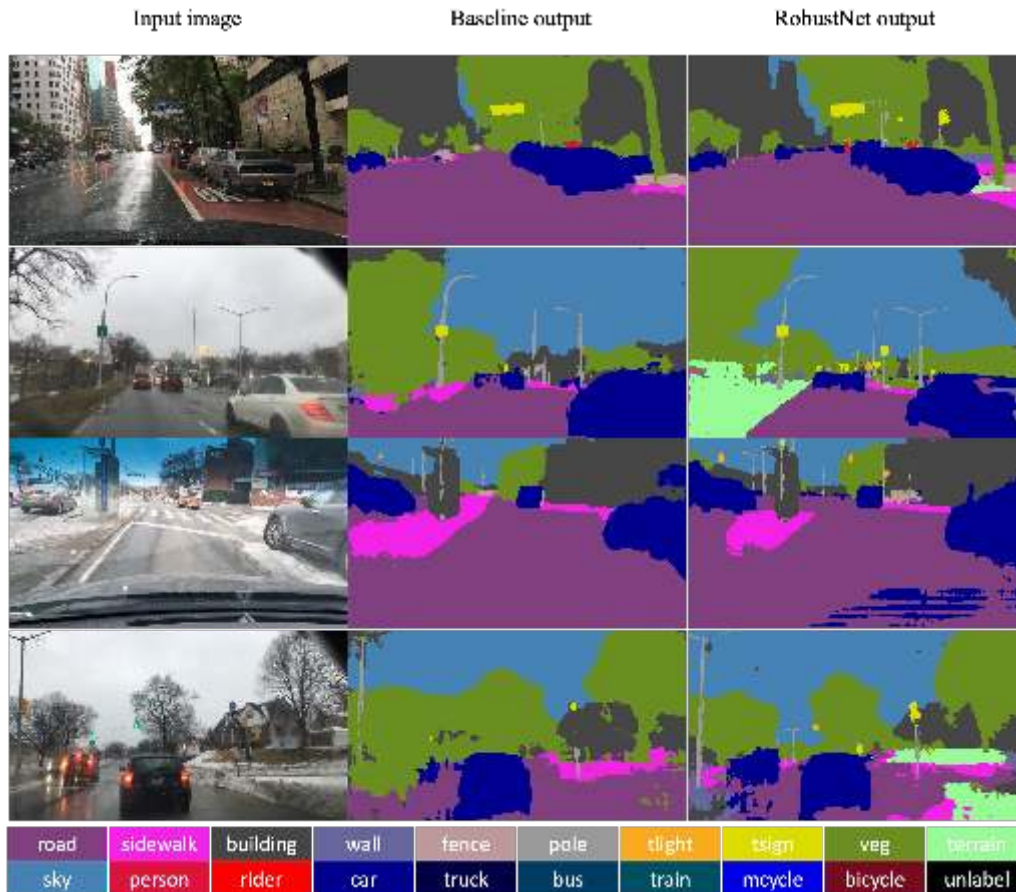 Input image Baseline output RobustNet output
road sidewalk building wall fence pole tlight tsign veg terrain
sky person rider car truck bus train mcycle bicycle unlabel